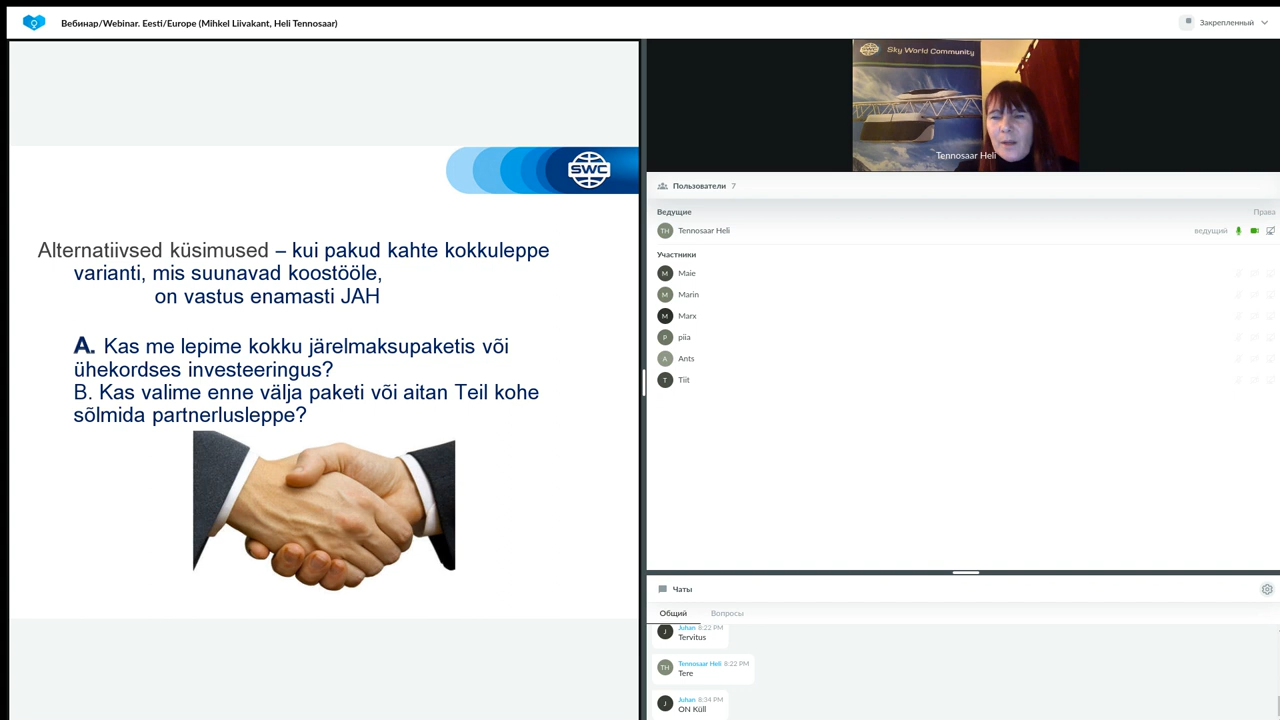 Вебинар/Webinar. Eesti/Europe (Mihkel Liivakant, Heli Tennosaar)
Закрепленный
SWC
Alternatiivsed küsimused – kui pakud kahte kokkuleppe
varianti, mis suunavad koostööle,
on vastus enamasti JAH
A. Kas me lepime kokku järelmaksupaketis või
ühekordses investeeringus?
B. Kas valime enne välja paketi või aitan Teil kohe
sõlmida partnerlusleppe?
Sky World Community
Tennosaar Heli
Пользователи 7
Ведущие Права
TH Tennosaar Heli ведущий
Участники
M Maie
M Marin
M Marx
P piia
A Ants
T Tiit
Чаты
Общий Вопросы
Juhan 8:22 PM
J Tervitus
Tennosaar Heli 8:22 PM
TH Tere
Juhan 8:34 PM
J ON Küll